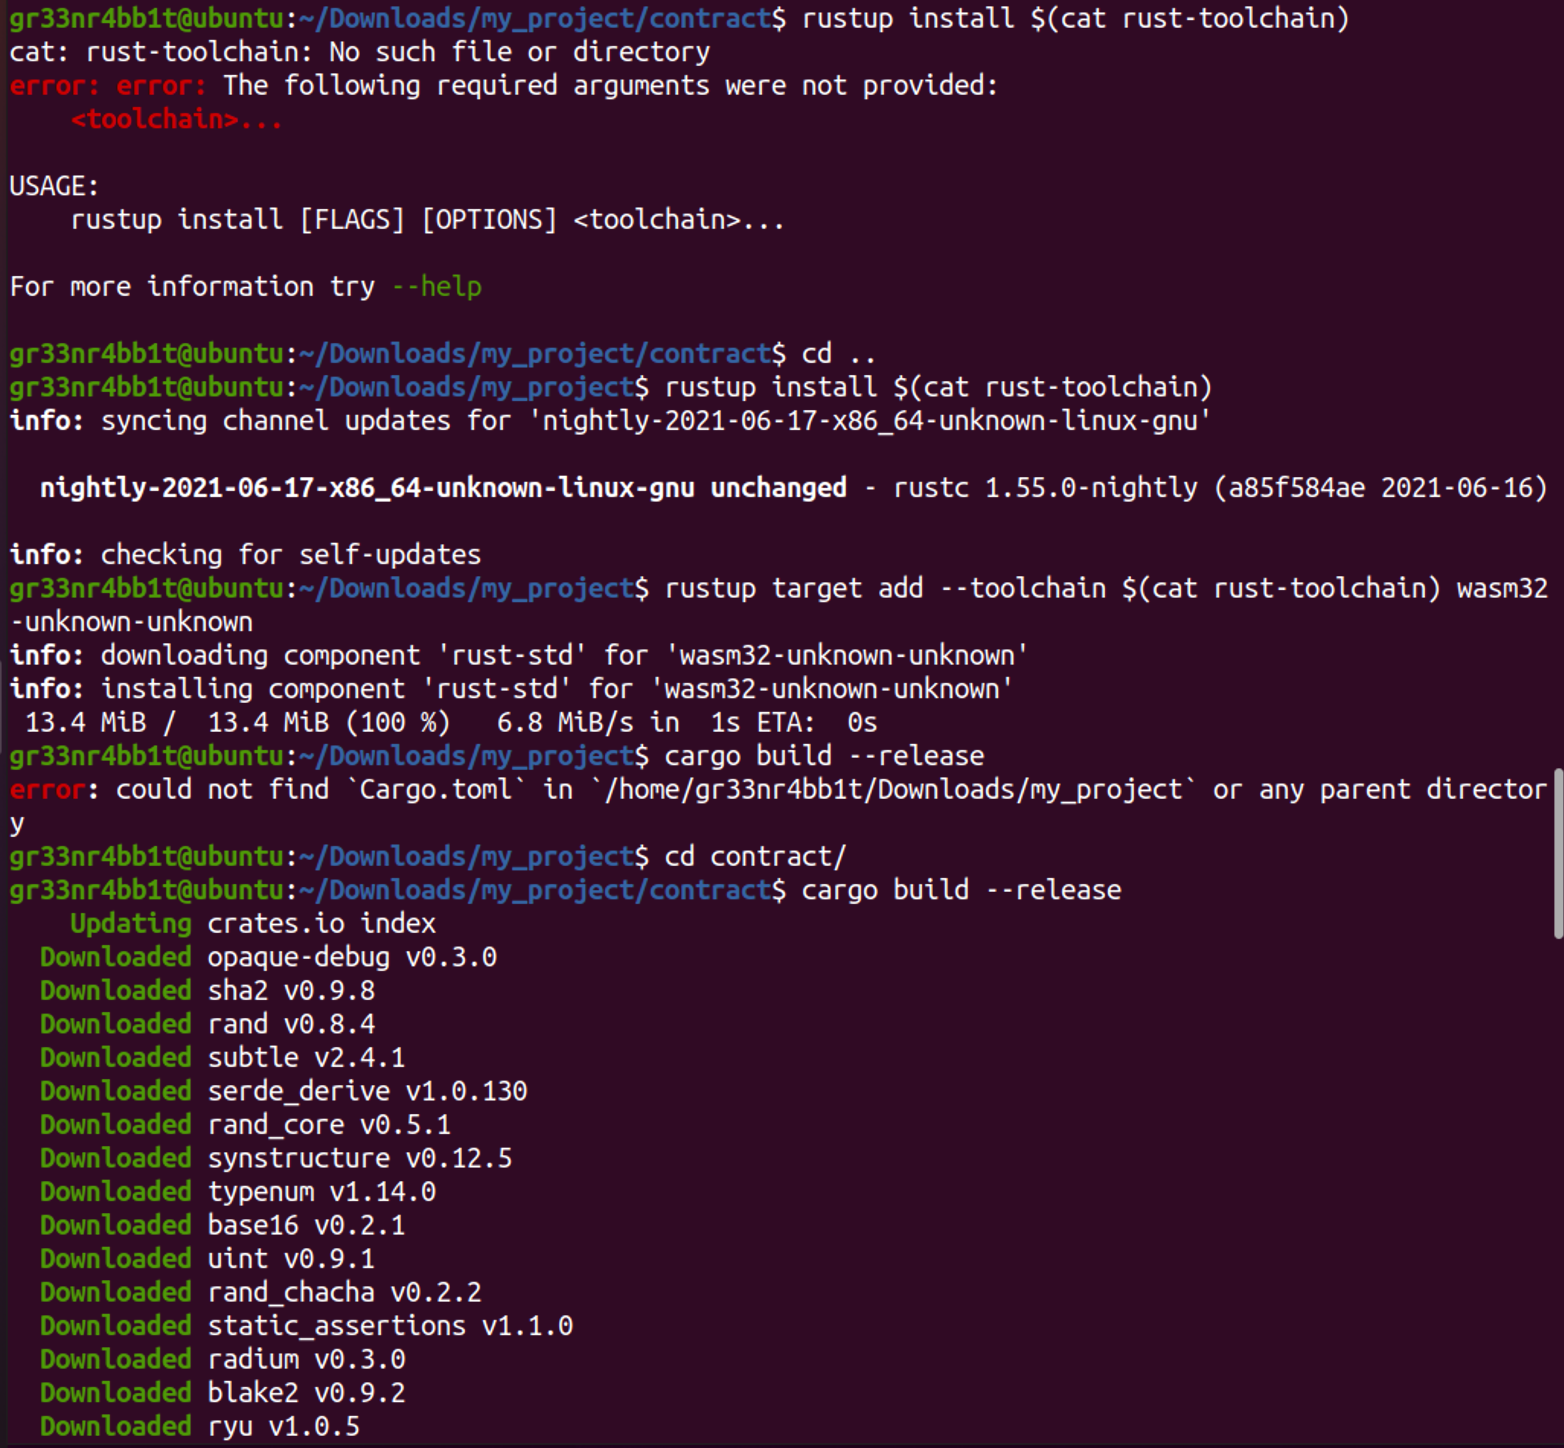 gr33nr4bb1t@ubuntu:~/Downloads/my_project/contract$ rustup install $(cat rust-toolchain)
cat: rust-toolchain: No such file or directory
error: error: The following required arguments were not provided:
    <toolchain>...
USAGE:
    rustup install [FLAGS] [OPTIONS] <toolchain>...
For more information try --help
gr33nr4bb1t@ubuntu:~/Downloads/my_project/contract$ cd ..
gr33nr4bb1t@ubuntu:~/Downloads/my_project$ rustup install $(cat rust-toolchain)
info: syncing channel updates for 'nightly-2021-06-17-x86_64-unknown-linux-gnu'
  nightly-2021-06-17-x86_64-unknown-linux-gnu unchanged - rustc 1.55.0-nightly (a85f584ae 2021-06-16)
info: checking for self-updates
gr33nr4bb1t@ubuntu:~/Downloads/my_project$ rustup target add --toolchain $(cat rust-toolchain) wasm32
-unknown-unknown
info: downloading component 'rust-std' for 'wasm32-unknown-unknown'
info: installing component 'rust-std' for 'wasm32-unknown-unknown'
 13.4 MiB /  13.4 MiB (100 %)   6.8 MiB/s in  1s ETA:  0s
gr33nr4bb1t@ubuntu:~/Downloads/my_project$ cargo build --release
error: could not find `Cargo.toml` in `/home/gr33nr4bb1t/Downloads/my_project` or any parent director
y
gr33nr4bb1t@ubuntu:~/Downloads/my_project$ cd contract/
gr33nr4bb1t@ubuntu:~/Downloads/my_project/contract$ cargo build --release
    Updating crates.io index
  Downloaded opaque-debug v0.3.0
  Downloaded sha2 v0.9.8
  Downloaded rand v0.8.4
  Downloaded subtle v2.4.1
  Downloaded serde_derive v1.0.130
  Downloaded rand_core v0.5.1
  Downloaded synstructure v0.12.5
  Downloaded typenum v1.14.0
  Downloaded base16 v0.2.1
  Downloaded uint v0.9.1
  Downloaded rand_chacha v0.2.2
  Downloaded static_assertions v1.1.0
  Downloaded radium v0.3.0
  Downloaded blake2 v0.9.2
  Downloaded ryu v1.0.5